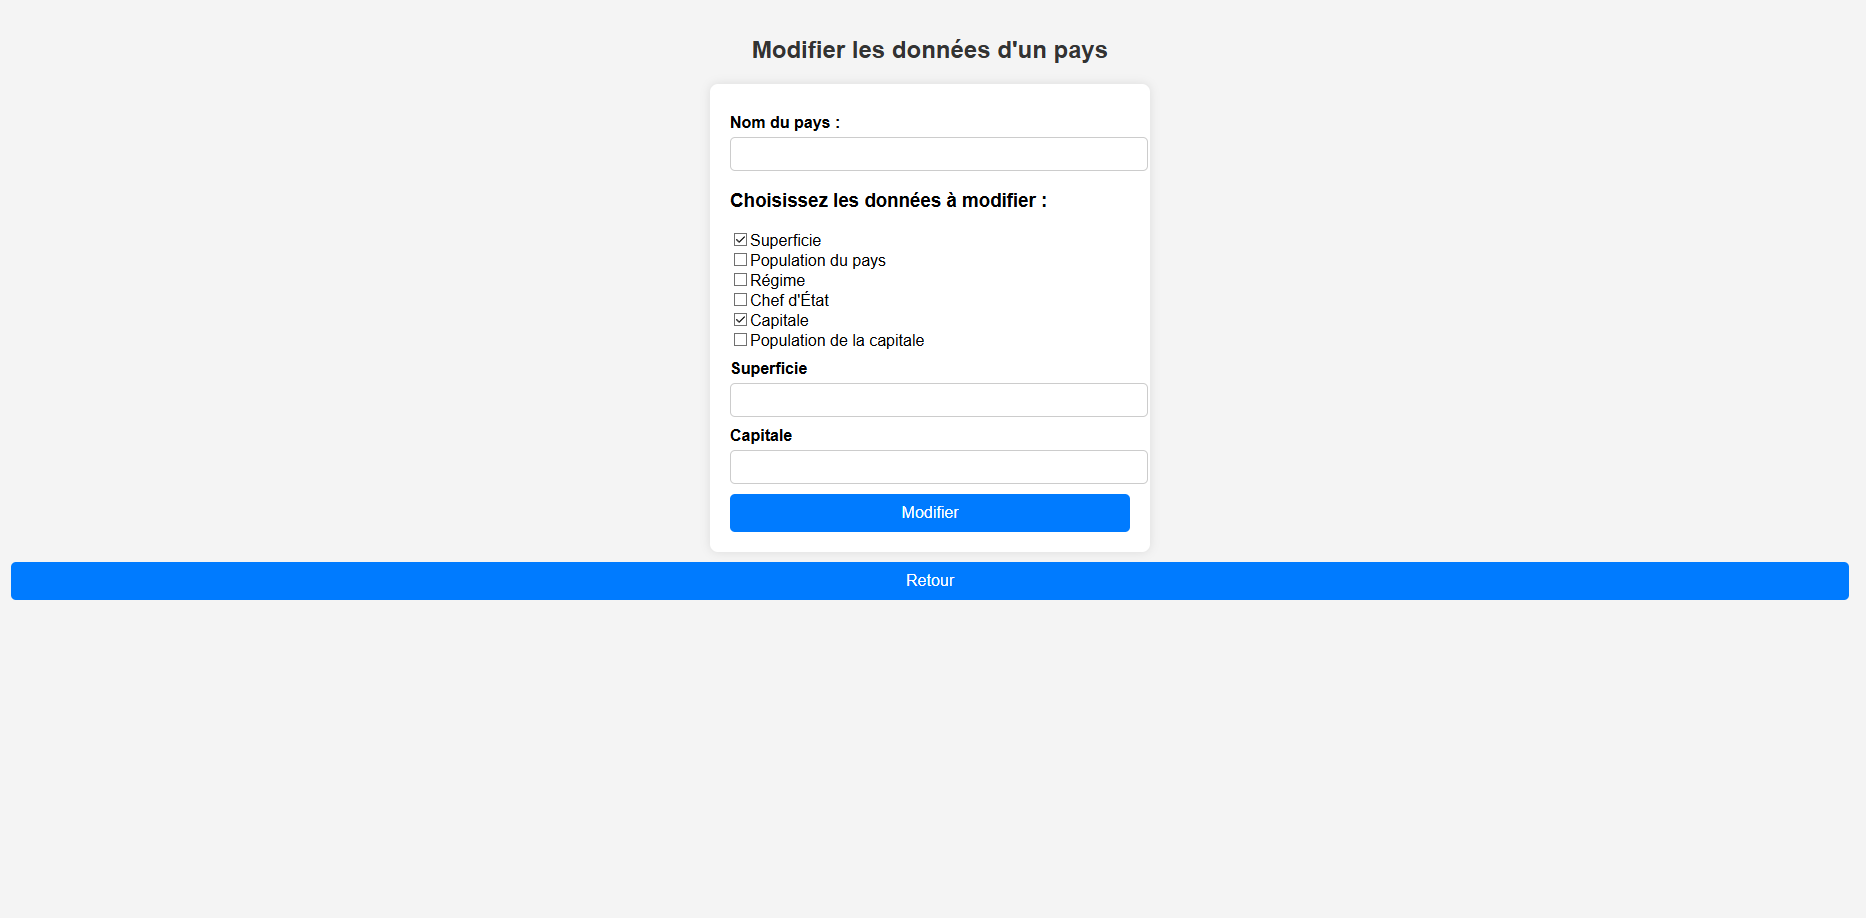 Modifier les données d'un pays
Nom du pays :
Choisissez les données à modifier :
Superficie
Population du pays
Régime
Chef d'État
Capitale
Population de la capitale
Superficie
Capitale
Modifier
Retour